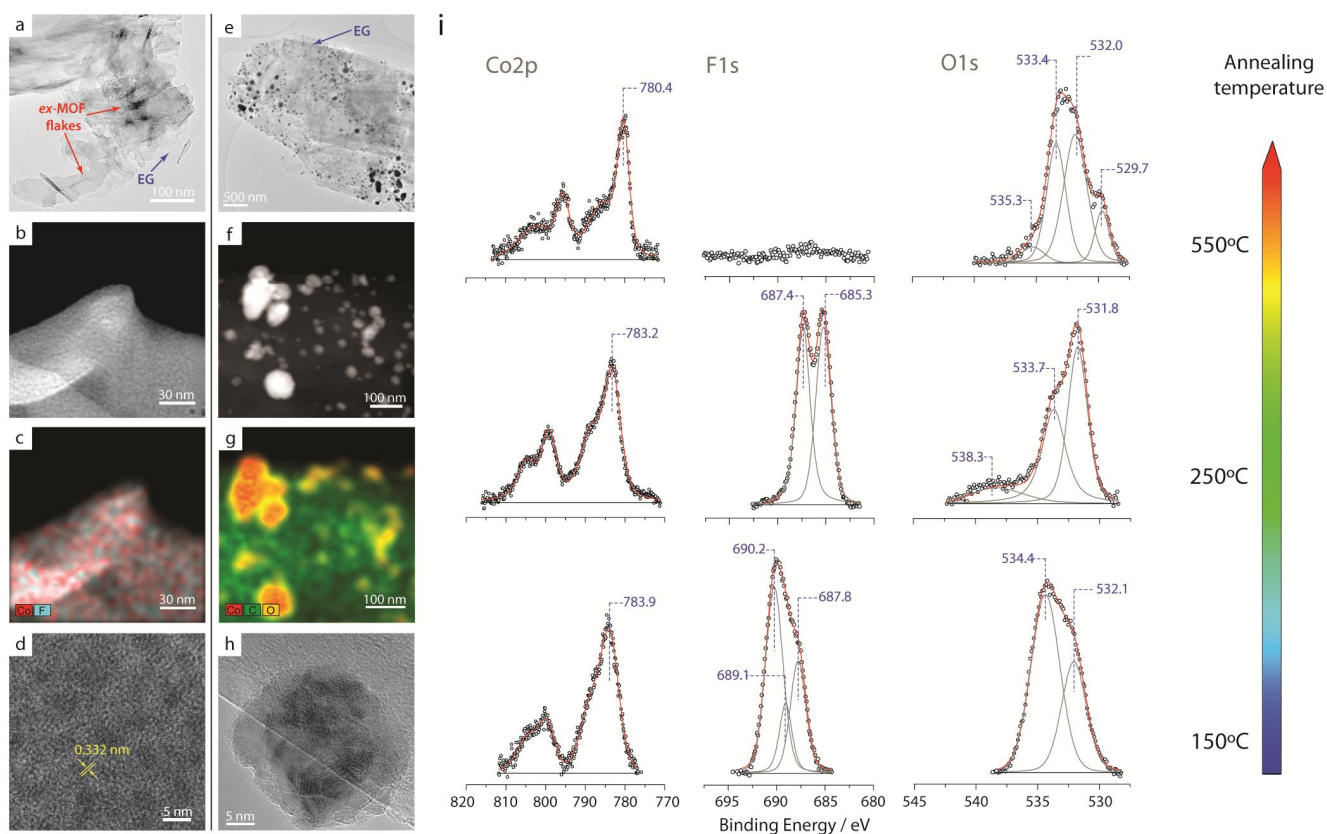 a
ex-MOF
flakes
EG
100 nm
b
30 nm
c
Co F
30 nm
d
0.332 nm
5 nm
e
EG
500 nm
f
100 nm
g
Co C O
100 nm
h
5 nm
i
Co2p
F1s
O1s
Annealing
temperature
780.4
533.4
532.0
535.3
529.7
550ºC
783.2
687.4
685.3
538.3
533.7
531.8
250ºC
783.9
690.2
689.1
687.8
534.4
532.1
150ºC
820 810 800 790 780 770
695 690 685 680
545 540 535 530
Binding Energy / eV